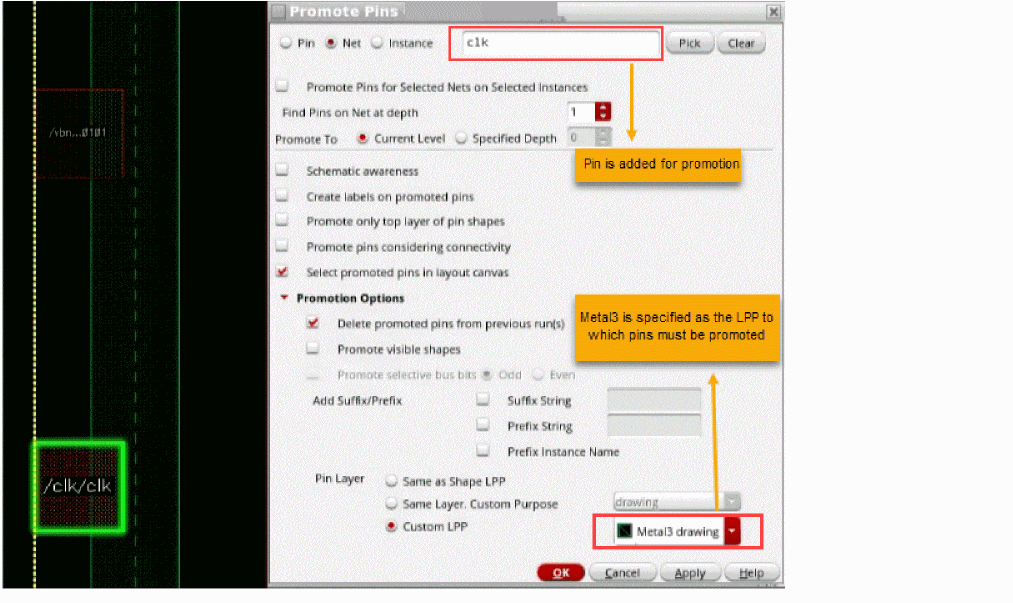 Promote Pins
Pin Net Instance clk Pick Clear
Promote Pins for Selected Nets on Selected Instances
Find Pins on Net at depth 1
Promote To Current Level Specified Depth 0
Pin is added for promotion
Schematic awareness
Create labels on promoted pins
Promote only top layer of pin shapes
Promote pins considering connectivity
Select promoted pins in layout canvas
Promotion Options
Delete promoted pins from previous run(s)
Metal3 is specified as the LPP to
which pins must be promoted
Promote visible shapes
Promote selective bus bits Odd Even
Add Suffix/Prefix Suffix String
Prefix String
Prefix Instance Name
Pin Layer Same as Shape LPP
Same Layer, Custom Purpose drawing
Custom LPP Metal3 drawing
OK Cancel Apply Help
/vbn...0101
/clk/clk